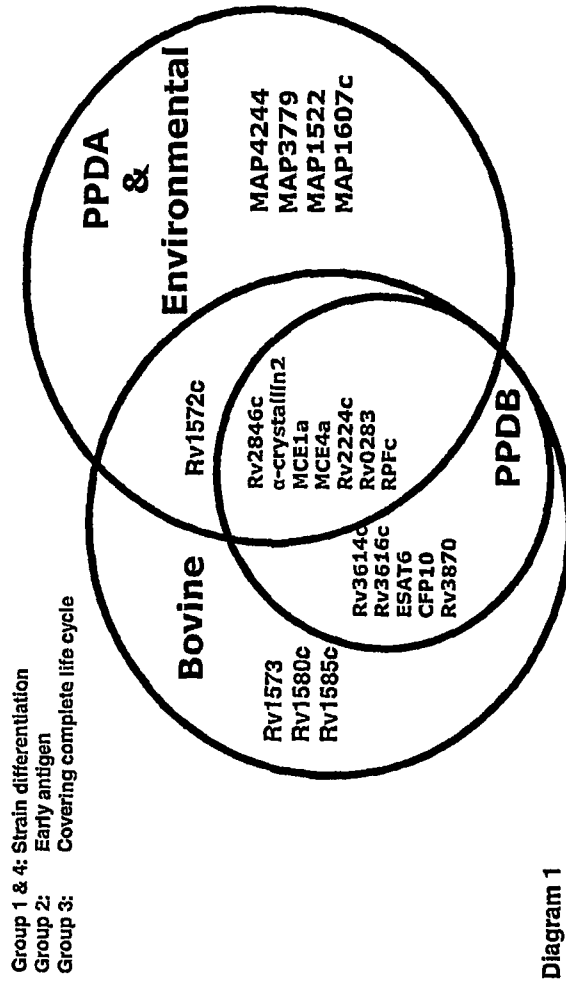 Group 1 & 4: Strain differentiation
Group 2: Early antigen
Group 3: Covering complete life cycle
Bovine
PPDA
&
Environmental
Rv1573
Rv1580c
Rv1585c
Rv1572c
Rv2846c
α-crystallin2
MCE1a
MCE4a
Rv2224c
Rv0283
RPFc
Rv3614c
Rv3616c
ESAT6
CFP10
Rv3870
MAP4244
MAP3779
MAP1522
MAP1607c
PPDB
Diagram 1